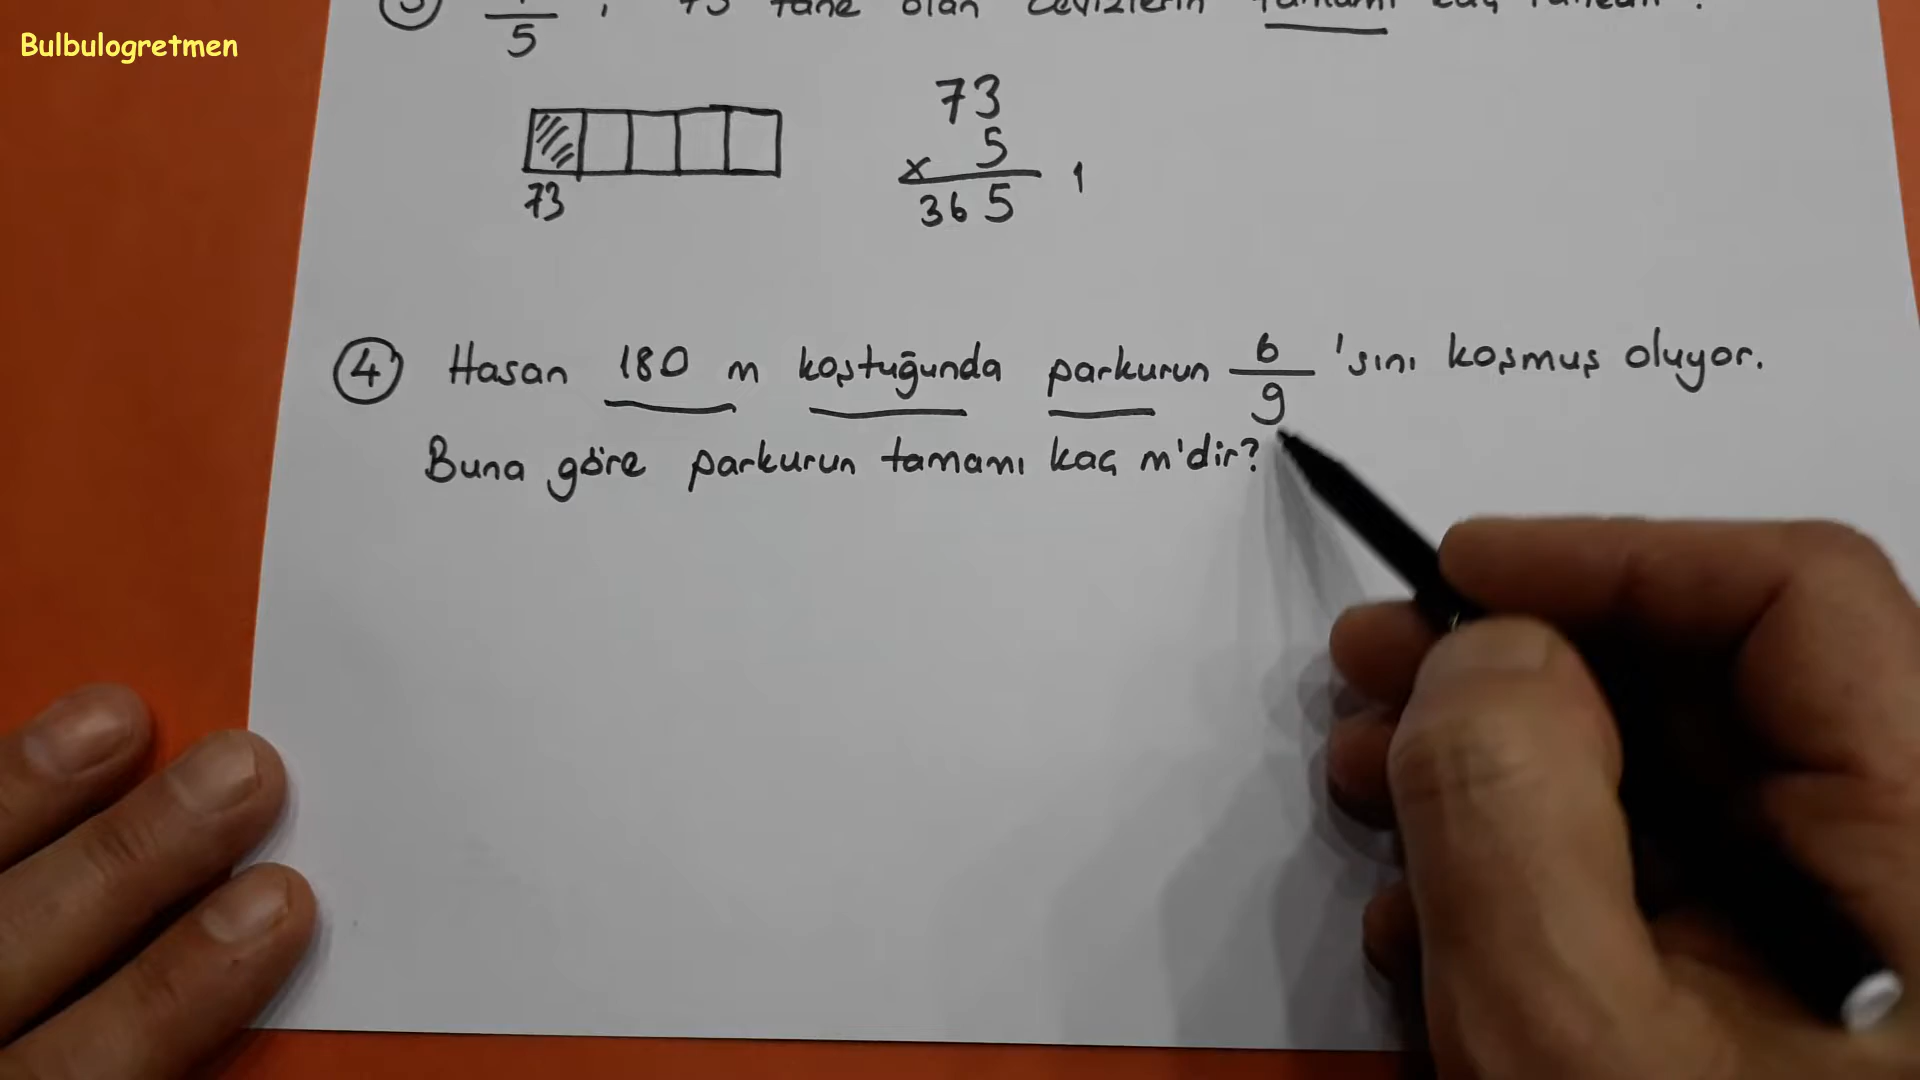 Bulbulogretmen
5
73
73
x 5
365 1
4 Hasan 180 m koştuğunda parkurun 6/9 'sını koşmuş oluyor.
Buna göre parkurun tamamı kaç m'dir?